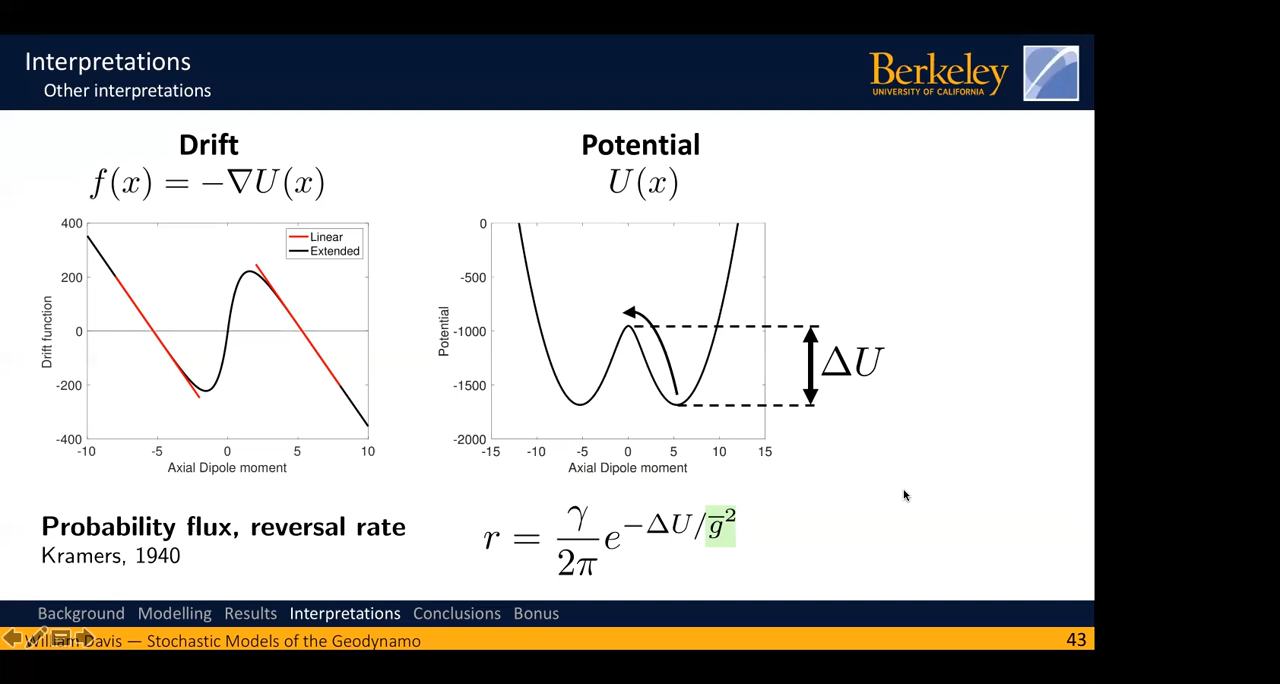 Interpretations
Other interpretations
Berkeley
UNIVERSITY OF CALIFORNIA
Drift
f(x) = −∇U(x)
Potential
U(x)
400
200
0
-200
-400
-10
-5
0
5
10
Drift function
Axial Dipole moment
Linear
Extended
0
-500
-1000
-1500
-2000
-15
-10
-5
0
5
10
15
Potential
Axial Dipole moment
ΔU
Probability flux, reversal rate
Kramers, 1940
r = γ/2π e^{−ΔU/g̅²}
Background Modelling Results Interpretations Conclusions Bonus
William Davis — Stochastic Models of the Geodynamo
43